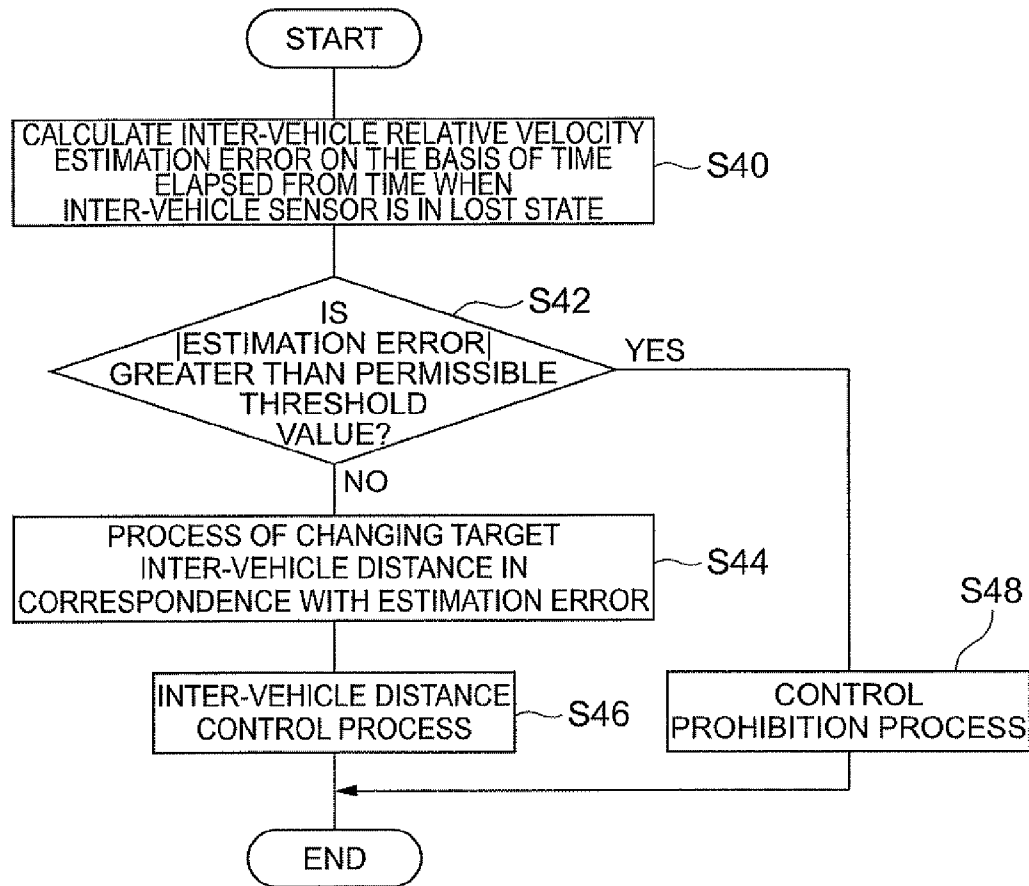 START
CALCULATE INTER-VEHICLE RELATIVE VELOCITY
ESTIMATION ERROR ON THE BASIS OF TIME
ELAPSED FROM TIME WHEN
INTER-VEHICLE SENSOR IS IN LOST STATE
S40
S42
IS
|ESTIMATION ERROR|
GREATER THAN PERMISSIBLE
THRESHOLD
VALUE?
YES
NO
PROCESS OF CHANGING TARGET
INTER-VEHICLE DISTANCE IN
CORRESPONDENCE WITH ESTIMATION ERROR
S44
INTER-VEHICLE DISTANCE
CONTROL PROCESS
S46
S48
CONTROL
PROHIBITION PROCESS
END